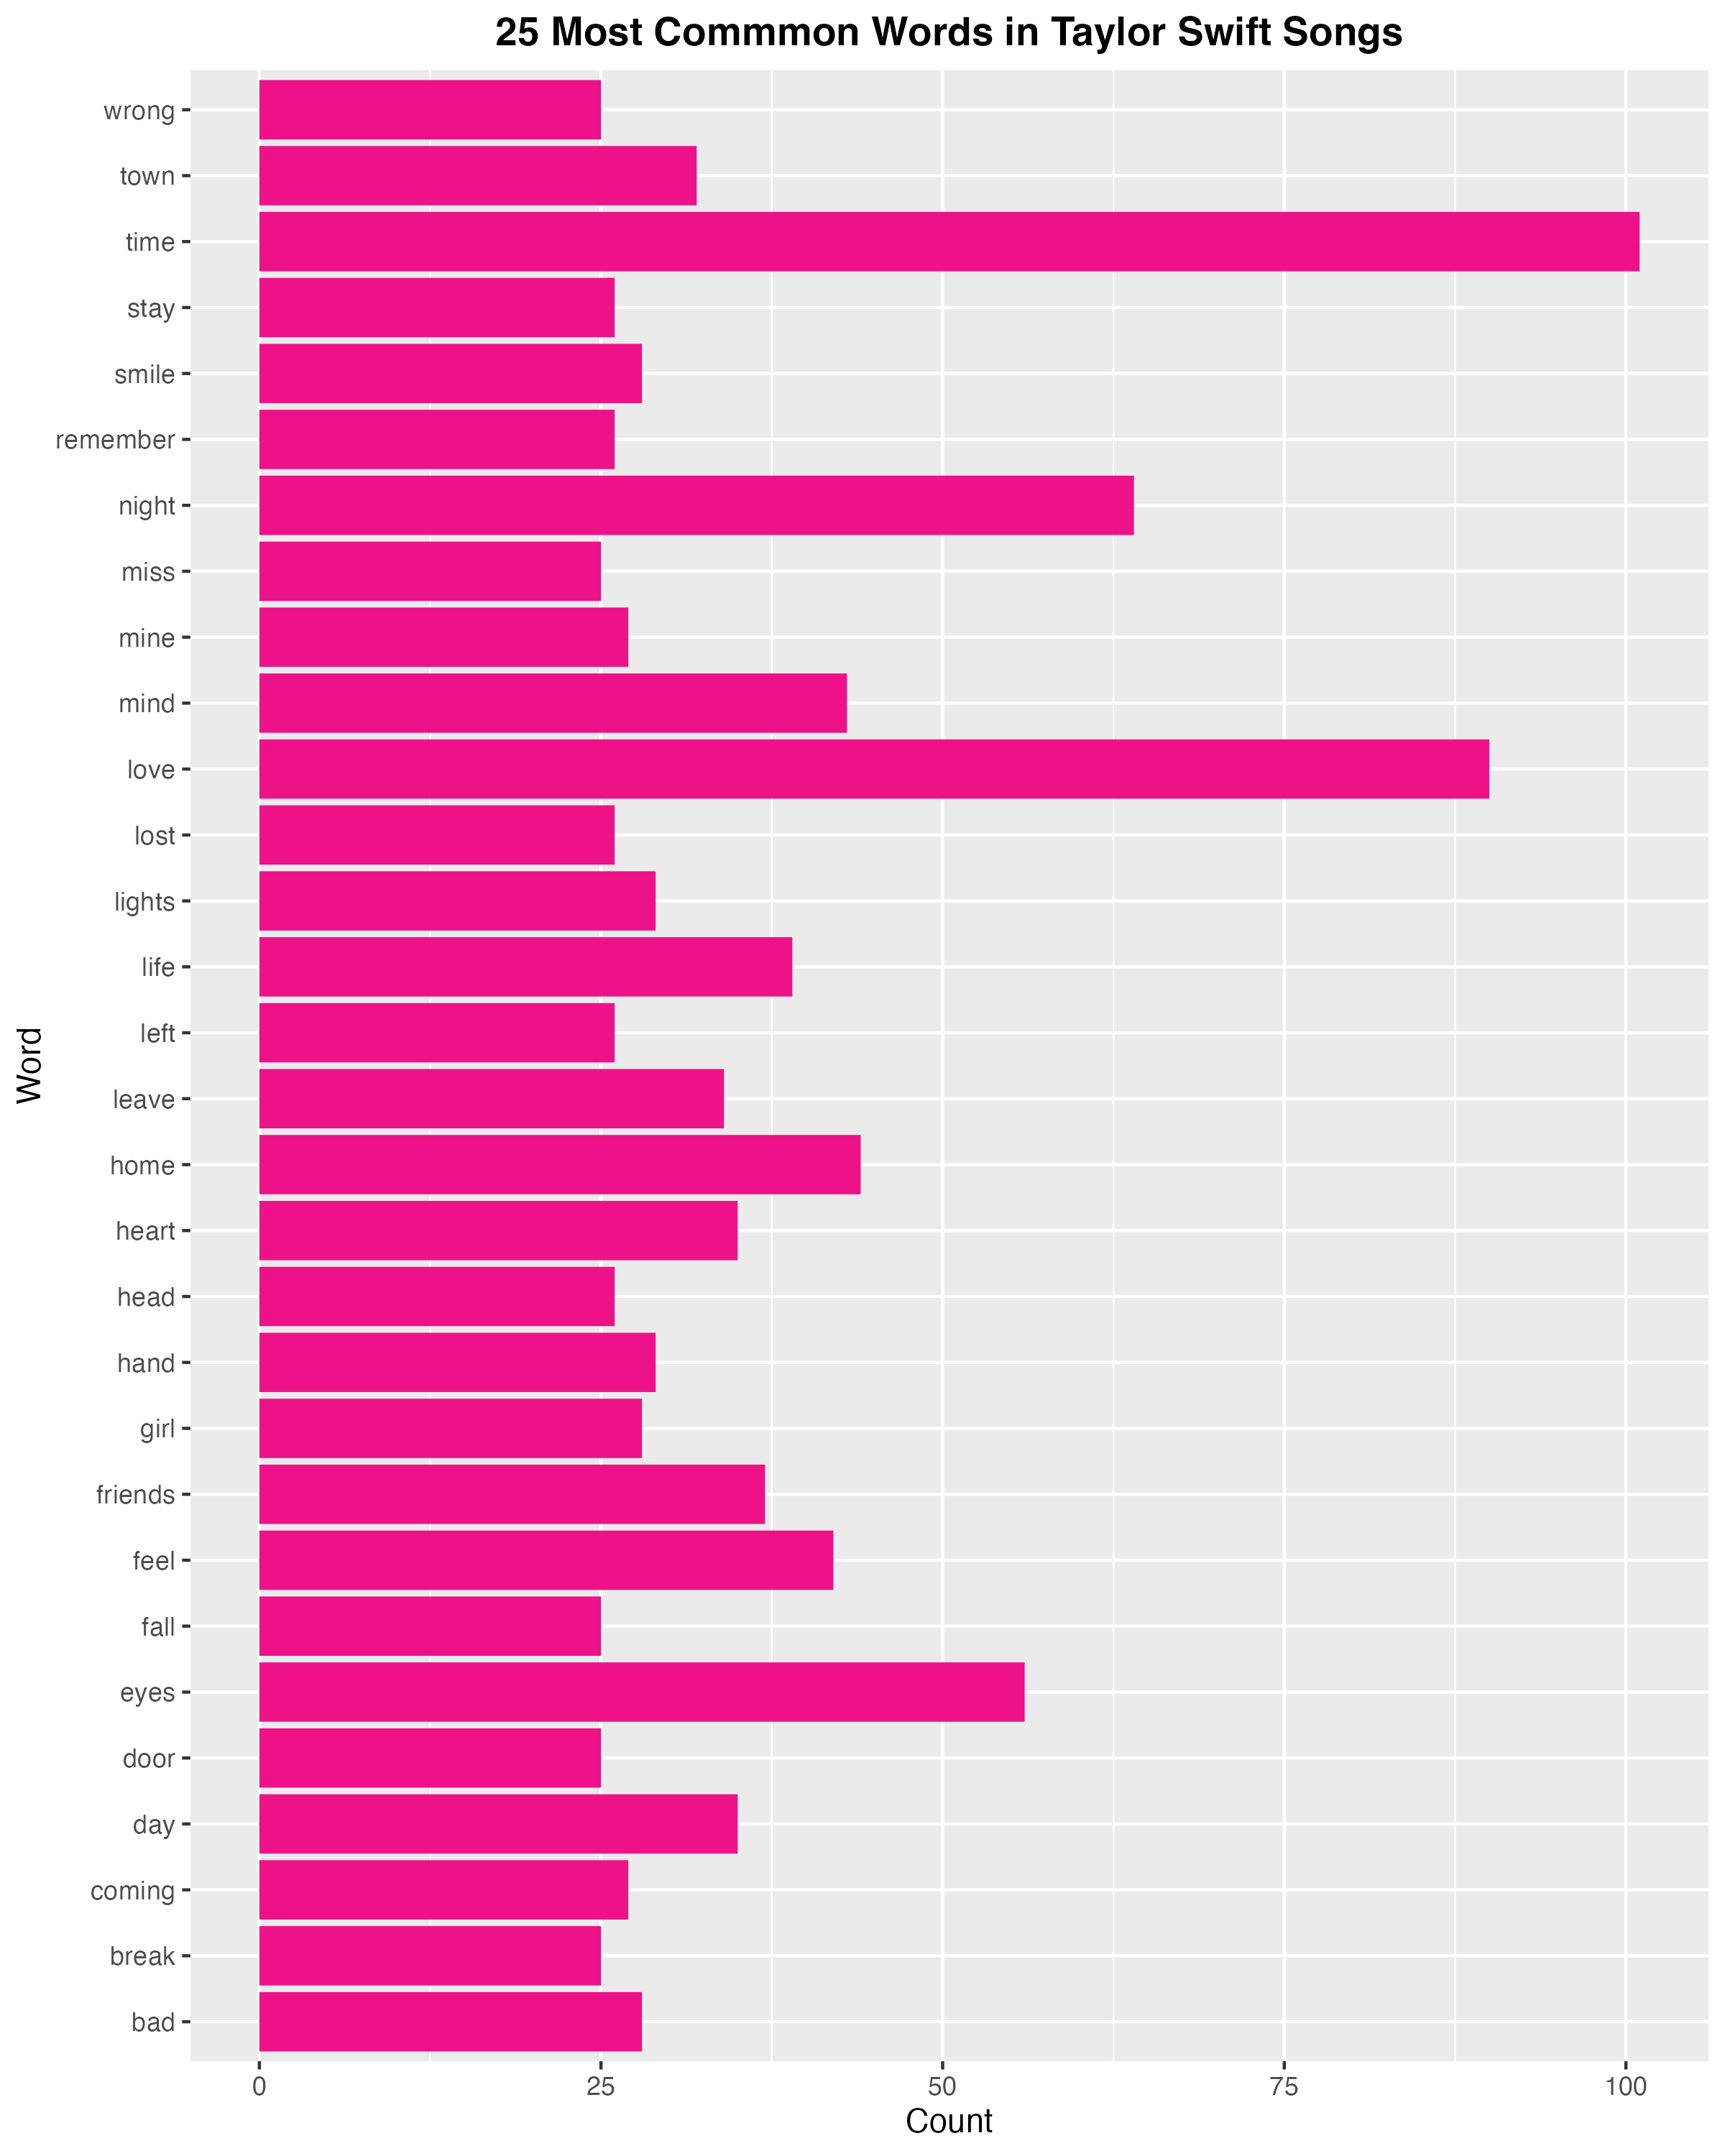 25 Most Commmon Words in Taylor Swift Songs
wrong
town
time
stay
smile
remember
night
miss
mine
mind
love
lost
lights
life
left
leave
home
heart
head
hand
girl
friends
feel
fall
eyes
door
day
coming
break
bad
Word
0 25 50 75 100
Count